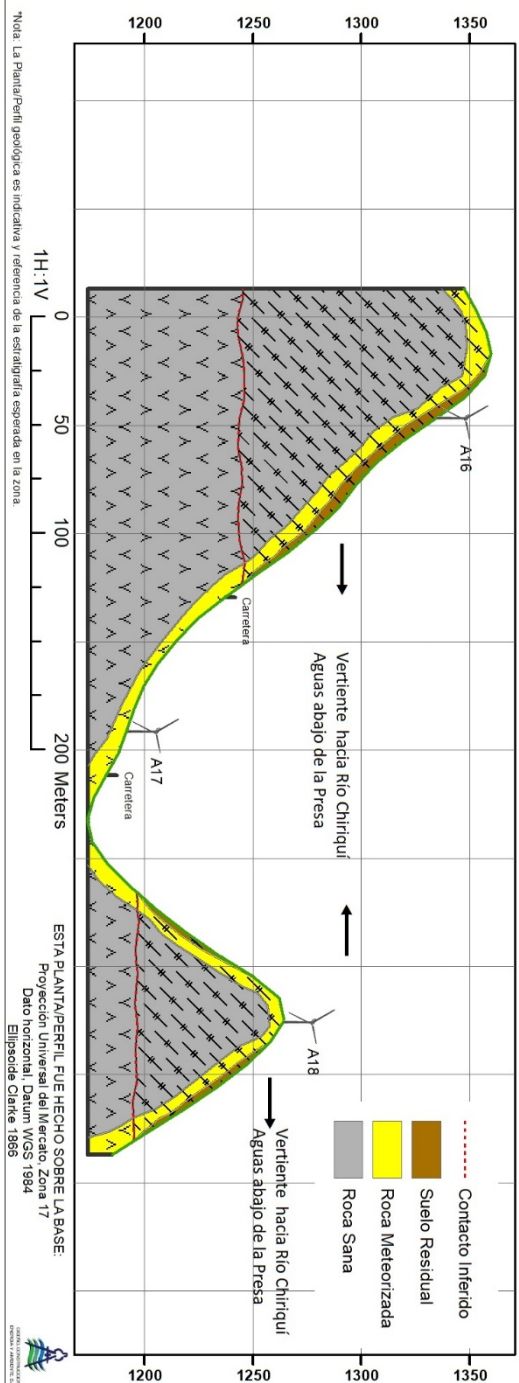 1350
1300
1250
1200
1350
1300
1250
1200
A16
A17
A18
Carretera
Carretera
Vertiente hacia Río Chiriquí
Aguas abajo de la Presa
Vertiente hacia Río Chiriquí
Aguas abajo de la Presa
Contacto Inferido
Suelo Residual
Roca Meteorizada
Roca Sana
0
50
100
200 Meters
1H:1V
ESTA PLANTA/PERFIL FUE HECHO SOBRE LA BASE:
Proyección Universal del Mercato, Zona 17
Dato horizontal, Datum WGS 1984
Ellipsoide Clarke 1866
*Nota: La Planta/Perfil geológica es indicativa y referencia de la estratigrafía esperada en la zona.